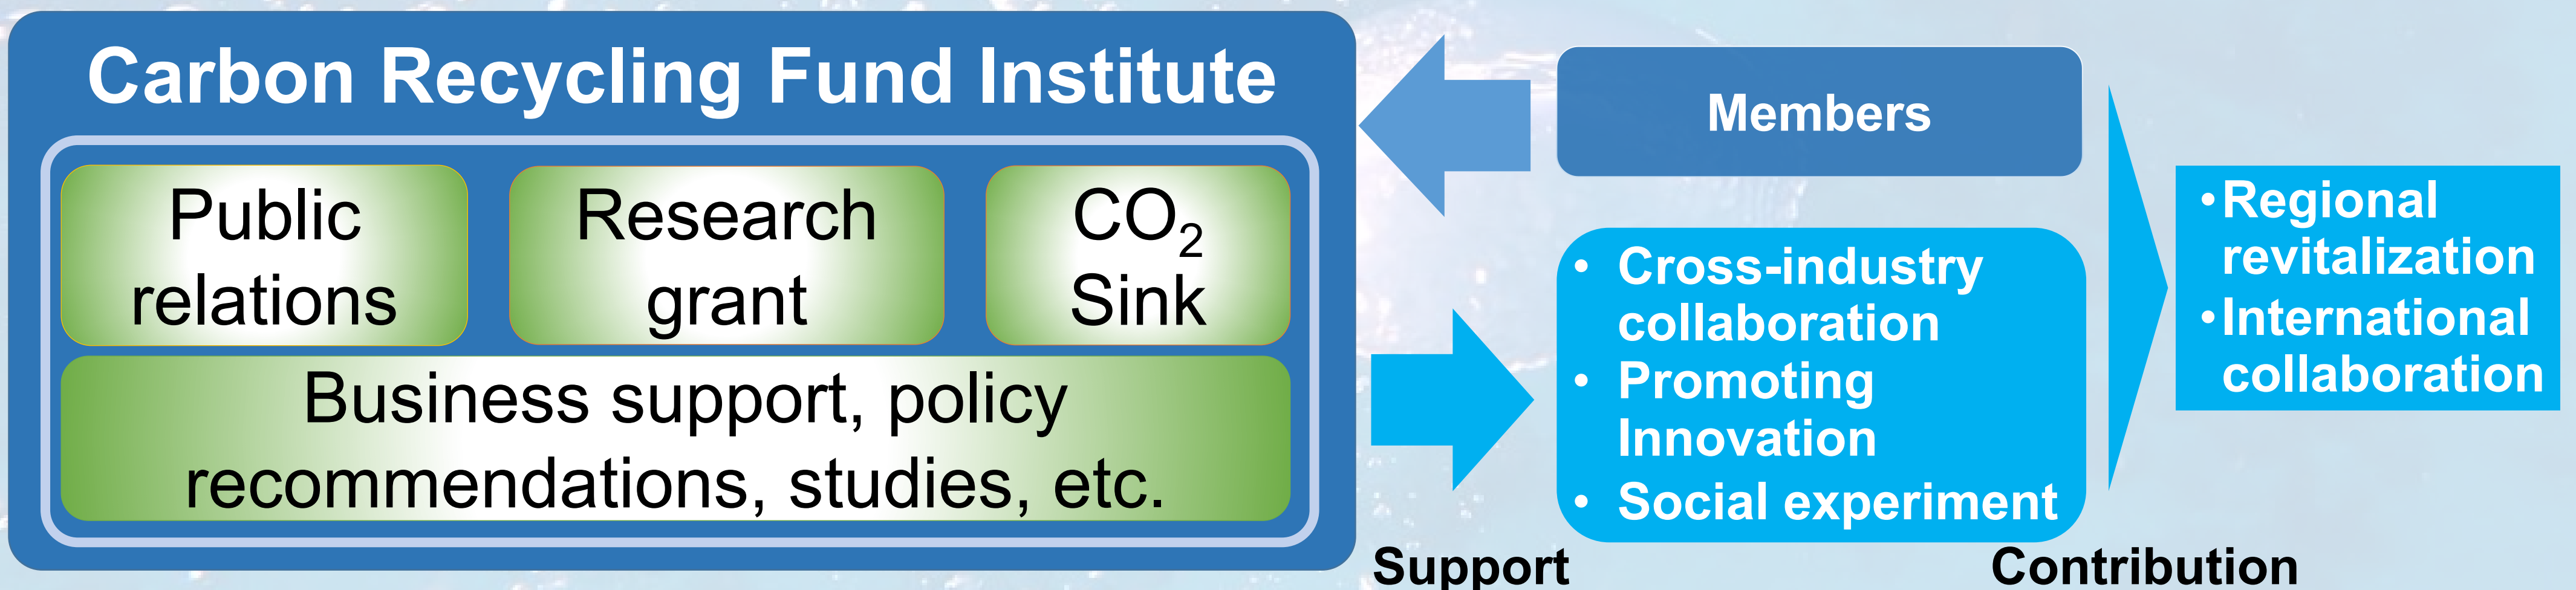 Carbon Recycling Fund Institute
Public
relations
Research
grant
CO₂
Sink
Business support, policy
recommendations, studies, etc.
Members
• Cross-industry
collaboration
• Promoting
Innovation
• Social experiment
Support
•Regional
revitalization
•International
collaboration
Contribution